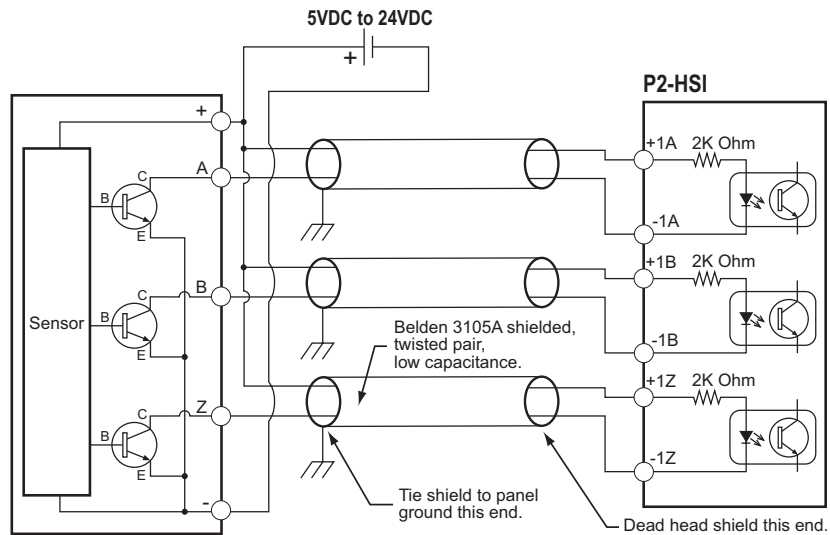 5VDC to 24VDC
+
P2-HSI
+
A
C
B
E
+1A 2K Ohm
-1A
Sensor
B
C
B
E
+1B 2K Ohm
-1B
Belden 3105A shielded,
twisted pair,
low capacitance.
Z
C
B
E
+1Z 2K Ohm
-1Z
-
Tie shield to panel
ground this end.
Dead head shield this end.